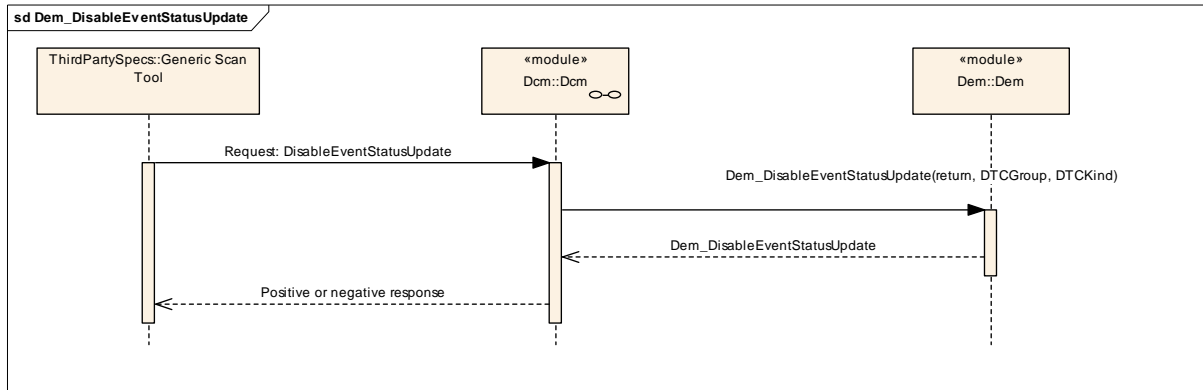 sd Dem_DisableEventStatusUpdate
ThirdPartySpecs::Generic Scan
Tool
«module»
Dcm::Dcm
«module»
Dem::Dem
Request: DisableEventStatusUpdate
Dem_DisableEventStatusUpdate(return, DTCGroup, DTCKind)
Dem_DisableEventStatusUpdate
Positive or negative response